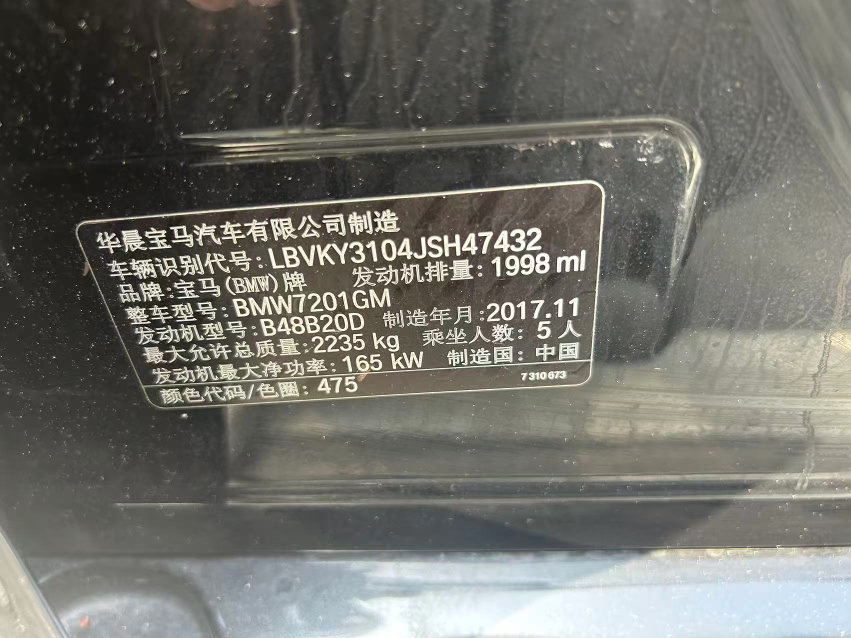 华晨宝马汽车有限公司制造
车辆识别代号: LBVKY3104JSH47432
品牌: 宝马(BMW)牌 发动机排量: 1998 ml
整车型号: BMW7201GM
发动机型号: B48B20D 制造年月: 2017.11
最大允许总质量: 2235 kg 乘坐人数: 5 人
发动机最大净功率: 165 kW 制造国: 中国
颜色代码/色圈: 475 7310673